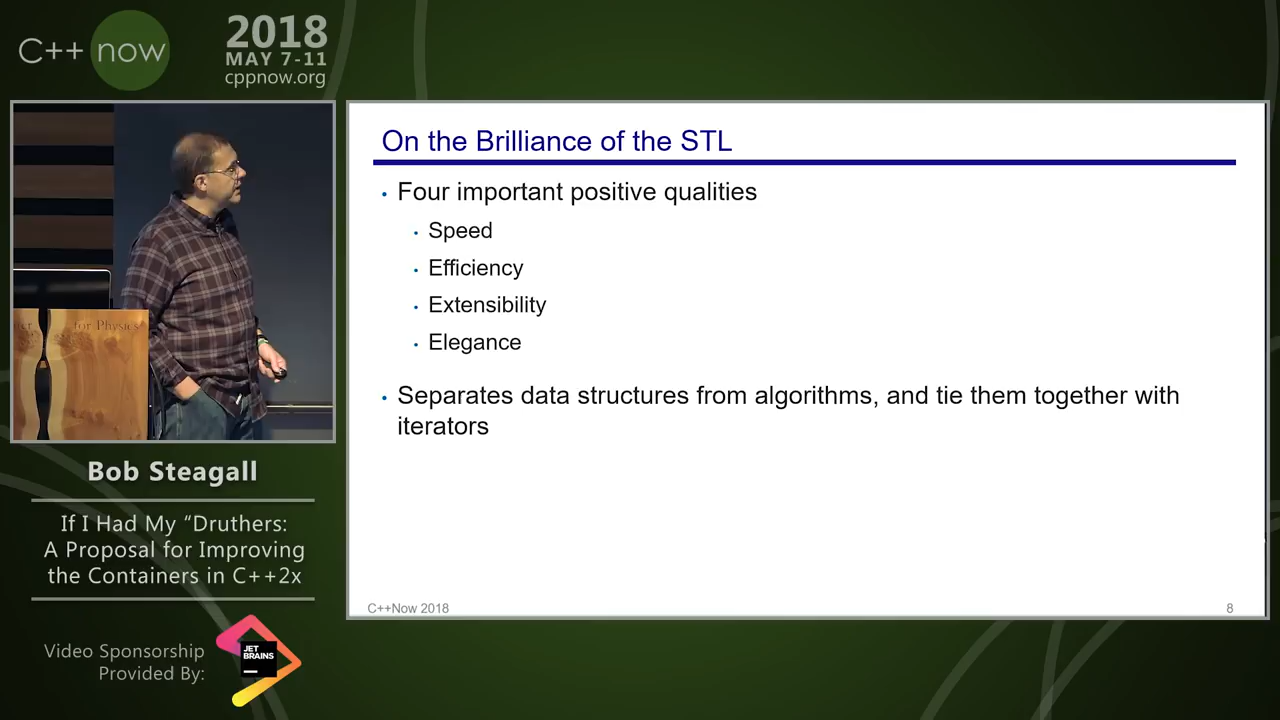 C++ now
2018
MAY 7-11
cppnow.org
for Physics
Bob Steagall
If I Had My “Druthers:
A Proposal for Improving
the Containers in C++2x
Video Sponsorship
Provided By:
JET
BRAINS
On the Brilliance of the STL
• Four important positive qualities
• Speed
• Efficiency
• Extensibility
• Elegance
• Separates data structures from algorithms, and tie them together with
iterators
C++Now 2018
8